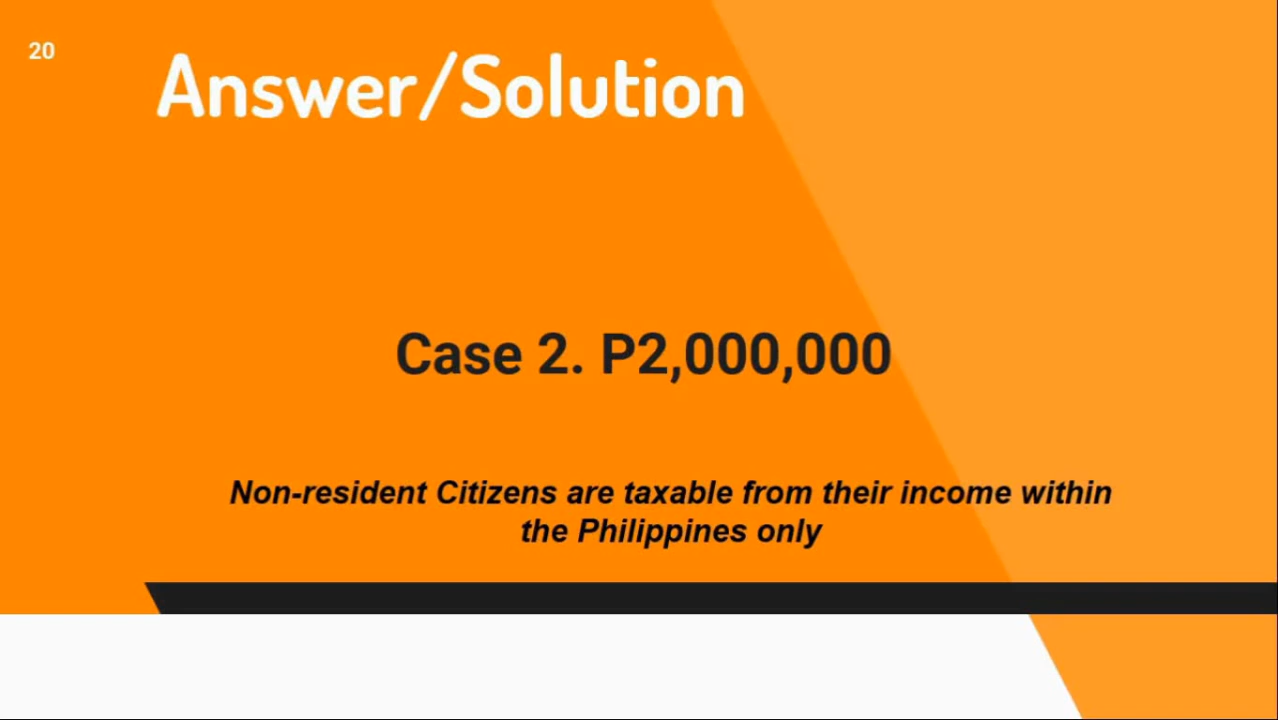 20
Answer/Solution
Case 2. P2,000,000
Non-resident Citizens are taxable from their income within
the Philippines only